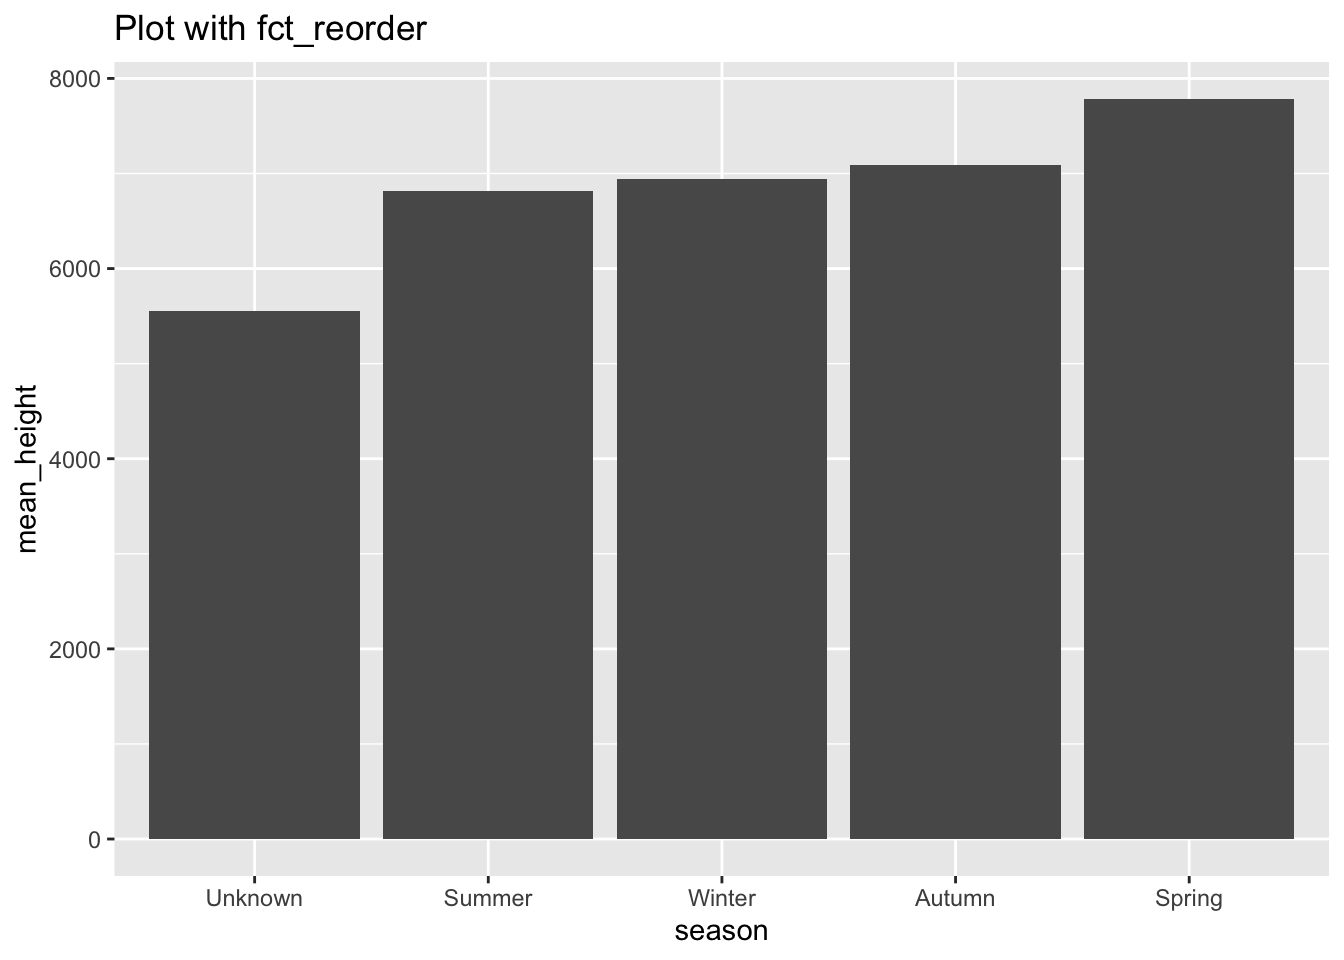 Plot with fct_reorder
8000
6000
4000
2000
0
mean_height
Unknown
Summer
Winter
Autumn
Spring
season